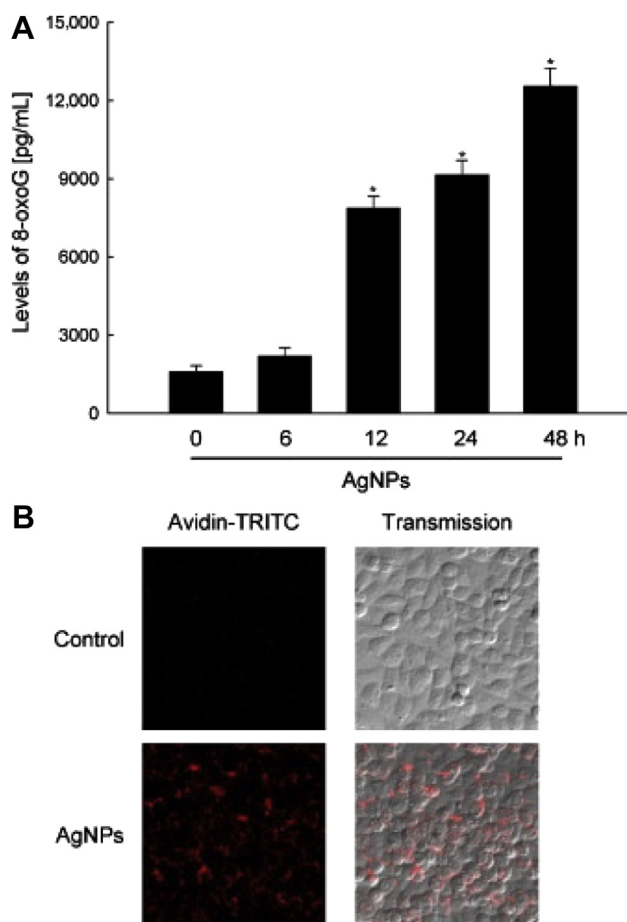 A
Levels of 8-oxoG [pg/mL]
15,000
12,000
9000
6000
3000
0
*
*
*
0 6 12 24 48 h
AgNPs
B
Avidin-TRITC Transmission
Control
AgNPs